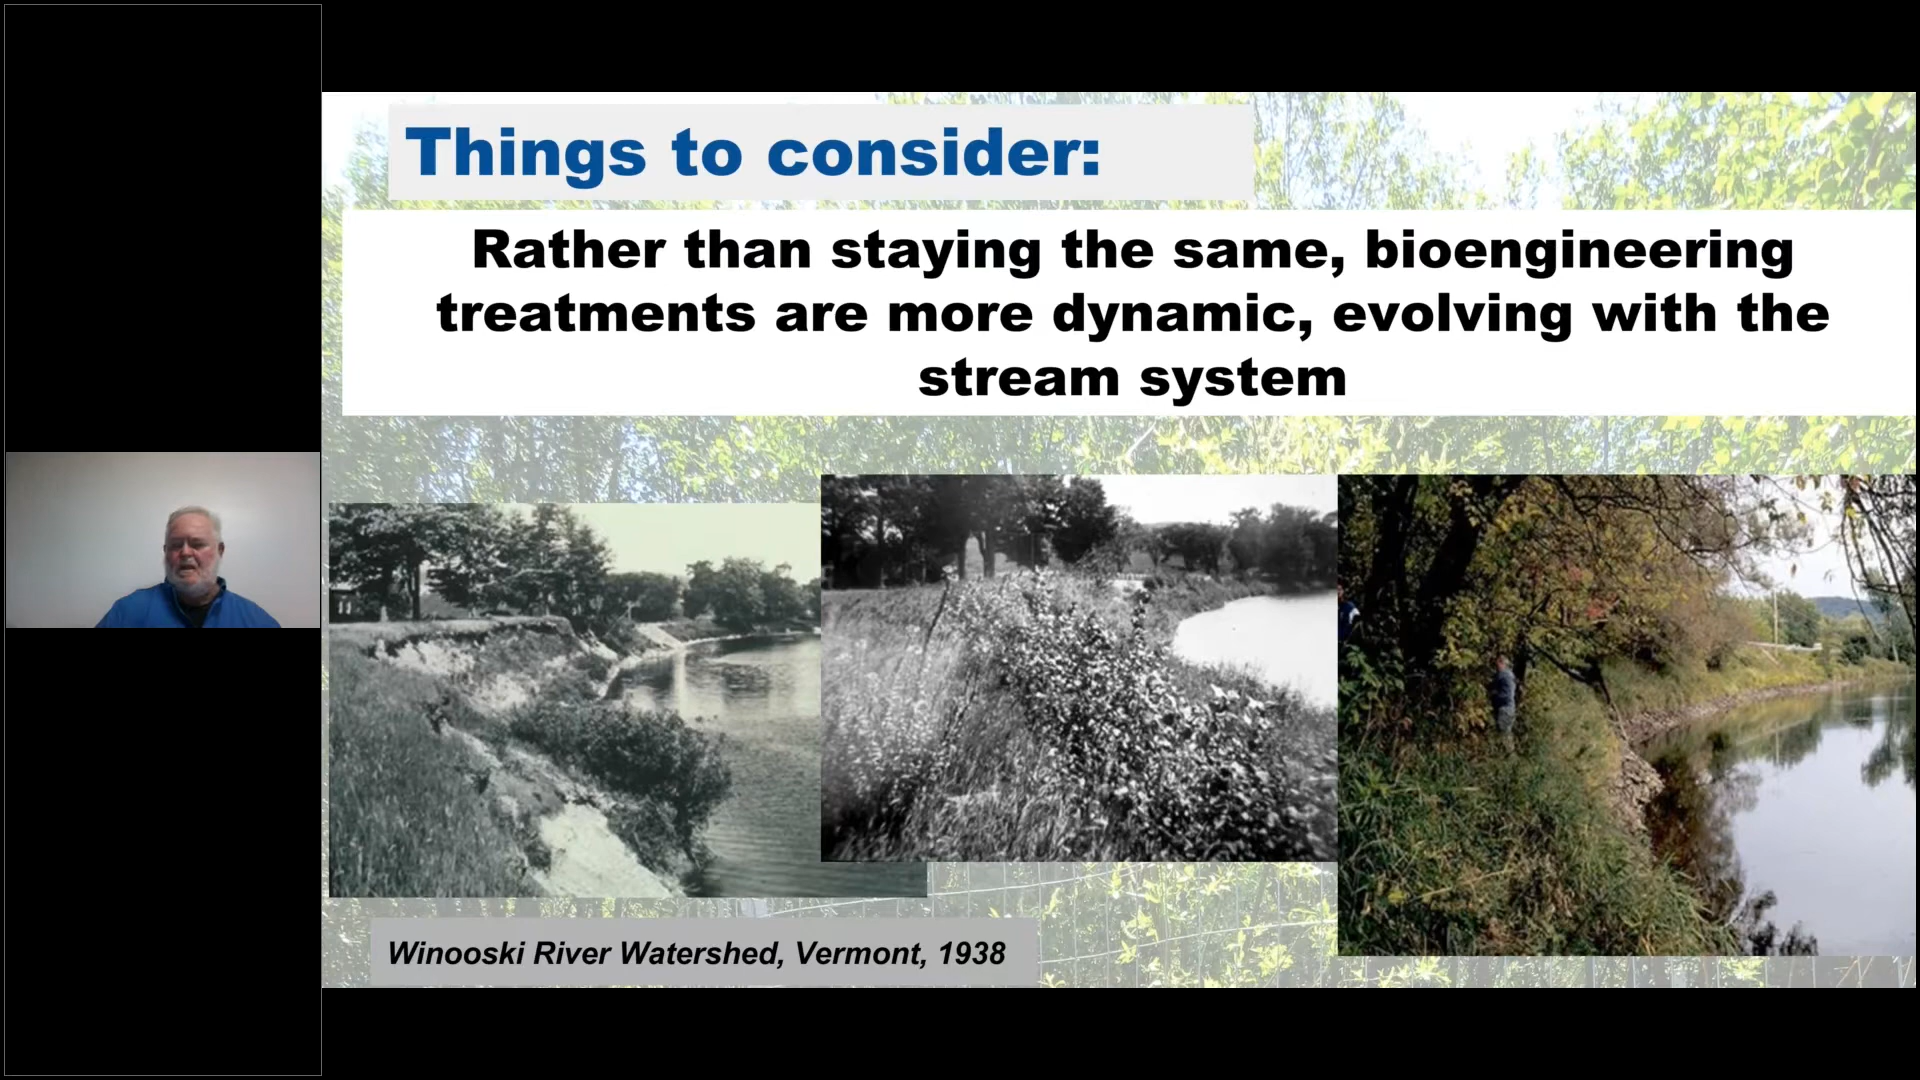 Things to consider:
Rather than staying the same, bioengineering
treatments are more dynamic, evolving with the
stream system
Winooski River Watershed, Vermont, 1938